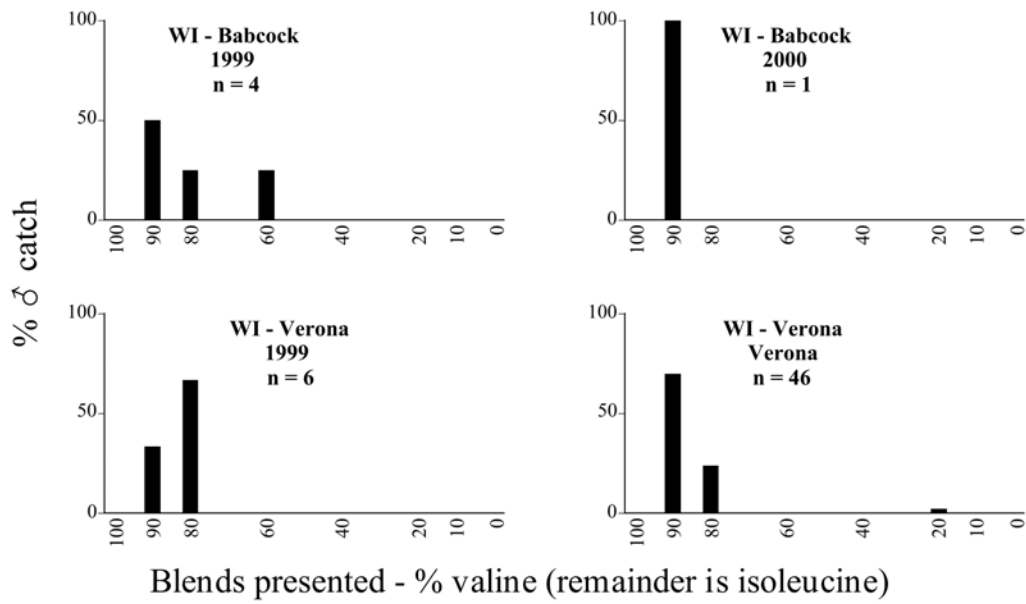 % ♂ catch
100
50
0
WI - Babcock
1999
n = 4
100 90 80 60 40 20 10 0
100
50
0
WI - Babcock
2000
n = 1
100 90 80 60 40 20 10 0
100
50
0
WI - Verona
1999
n = 6
100 90 80 60 40 20 10 0
100
50
0
WI - Verona
Verona
n = 46
100 90 80 60 40 20 10 0
Blends presented - % valine (remainder is isoleucine)